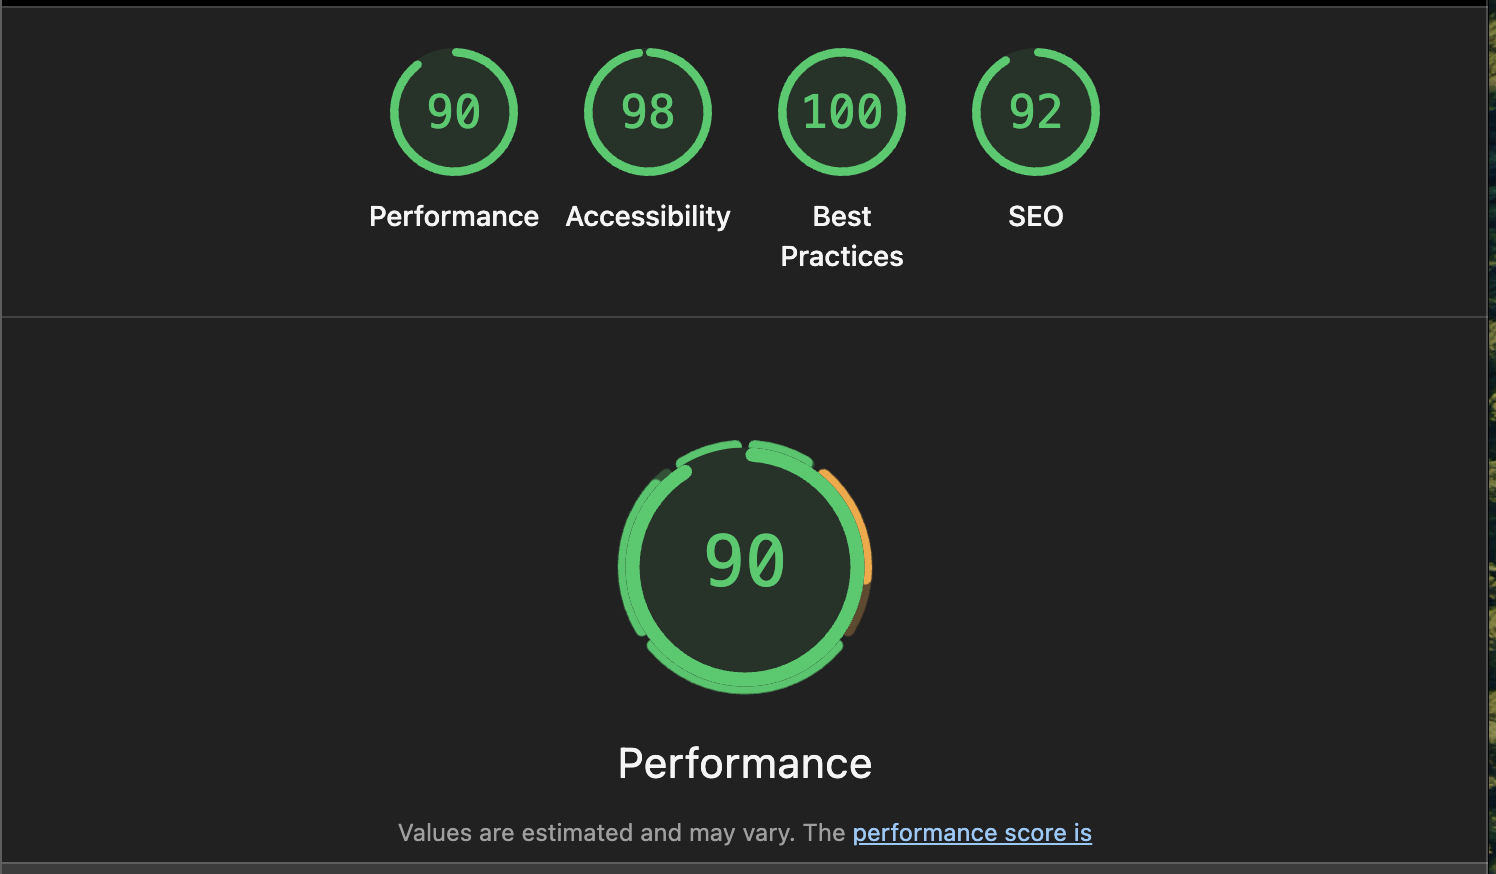 90
98
100
92
Performance
Accessibility
Best
Practices
SEO
90
Performance
Values are estimated and may vary. The performance score is